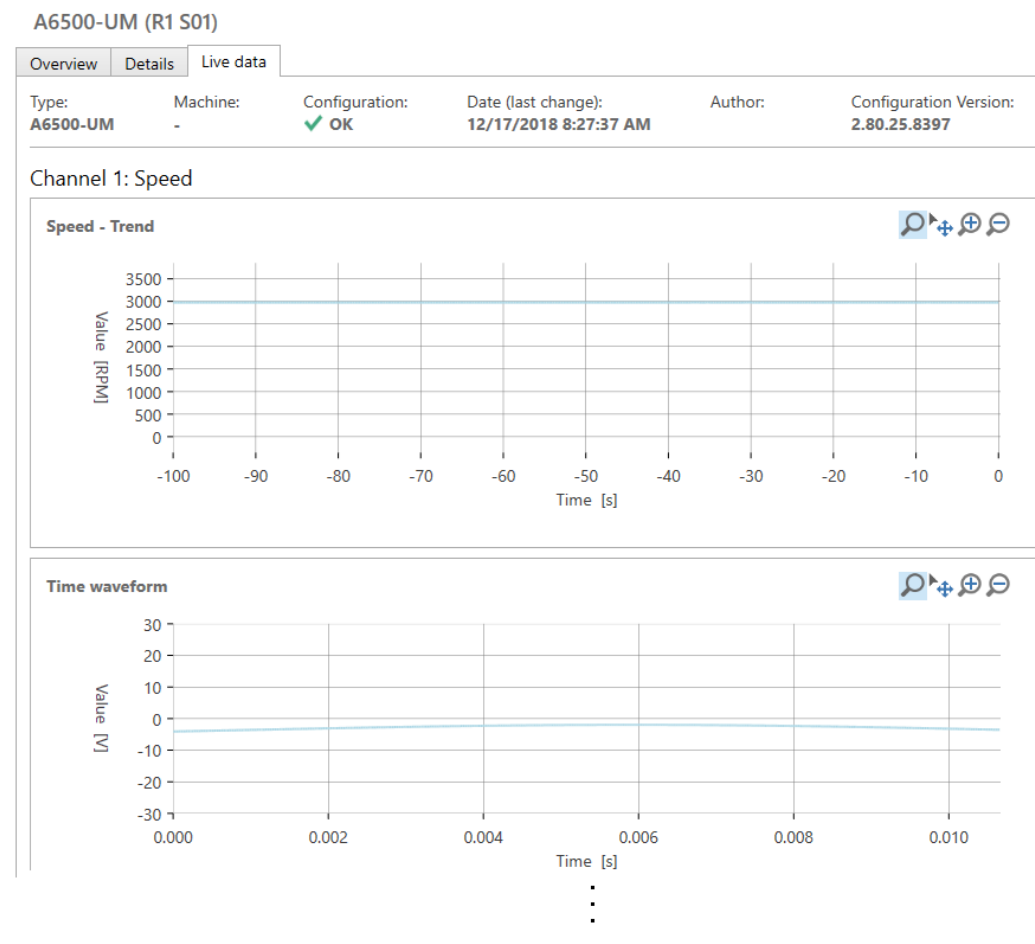 A6500-UM (R1 S01)
Overview Details Live data
Type: Machine: Configuration: Date (last change): Author: Configuration Version:
A6500-UM - OK 12/17/2018 8:27:37 AM 2.80.25.8397
Channel 1: Speed
Speed - Trend
3500
3000
2500
2000
1500
1000
500
0
Value [RPM]
-100 -90 -80 -70 -60 -50 -40 -30 -20 -10 0
Time [s]
Time waveform
30
20
10
0
-10
-20
-30
Value [V]
0.000 0.002 0.004 0.006 0.008 0.010
Time [s]